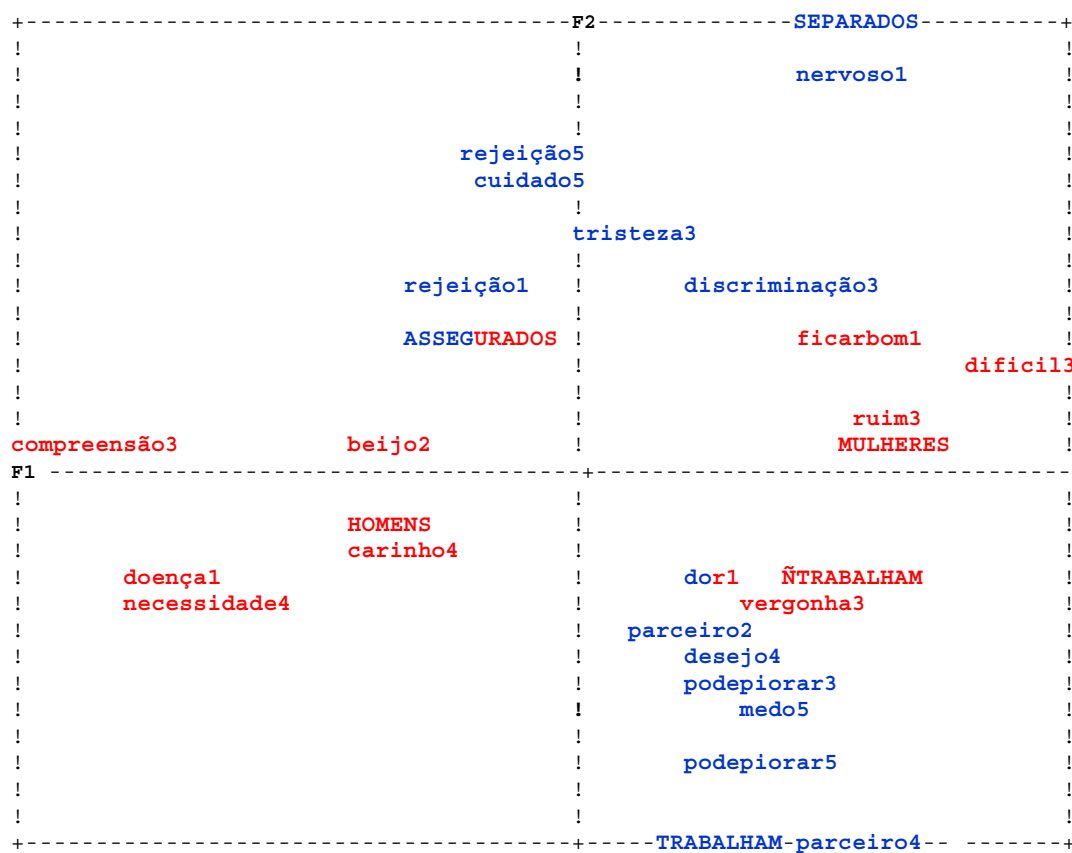 +---------------------------------------F2--------------SEPARADOS----------+
! ! !
! ! nervoso1 !
! ! !
! ! !
! rejeição5 !
! cuidado5 !
! ! !
! tristeza3 !
! ! !
! rejeição1 ! discriminação3 !
! ! !
! ASSEGURADOS ! ficarbom1 !
! ! dificil3
! ! !
! ! ruim3 !
compreensão3 beijo2 ! MULHERES !
F1 --------------------------------------+----------------------------------
! ! !
! HOMENS ! !
! carinho4 ! !
! doença1 ! dor1 ÑTRABALHAM !
! necessidade4 ! vergonha3 !
! ! parceiro2 !
! ! desejo4 !
! ! podepiorar3 !
! ! medo5 !
! ! !
! ! podepiorar5 !
! ! !
! ! !
+---------------------------------------+-----TRABALHAM-parceiro4-- -------+